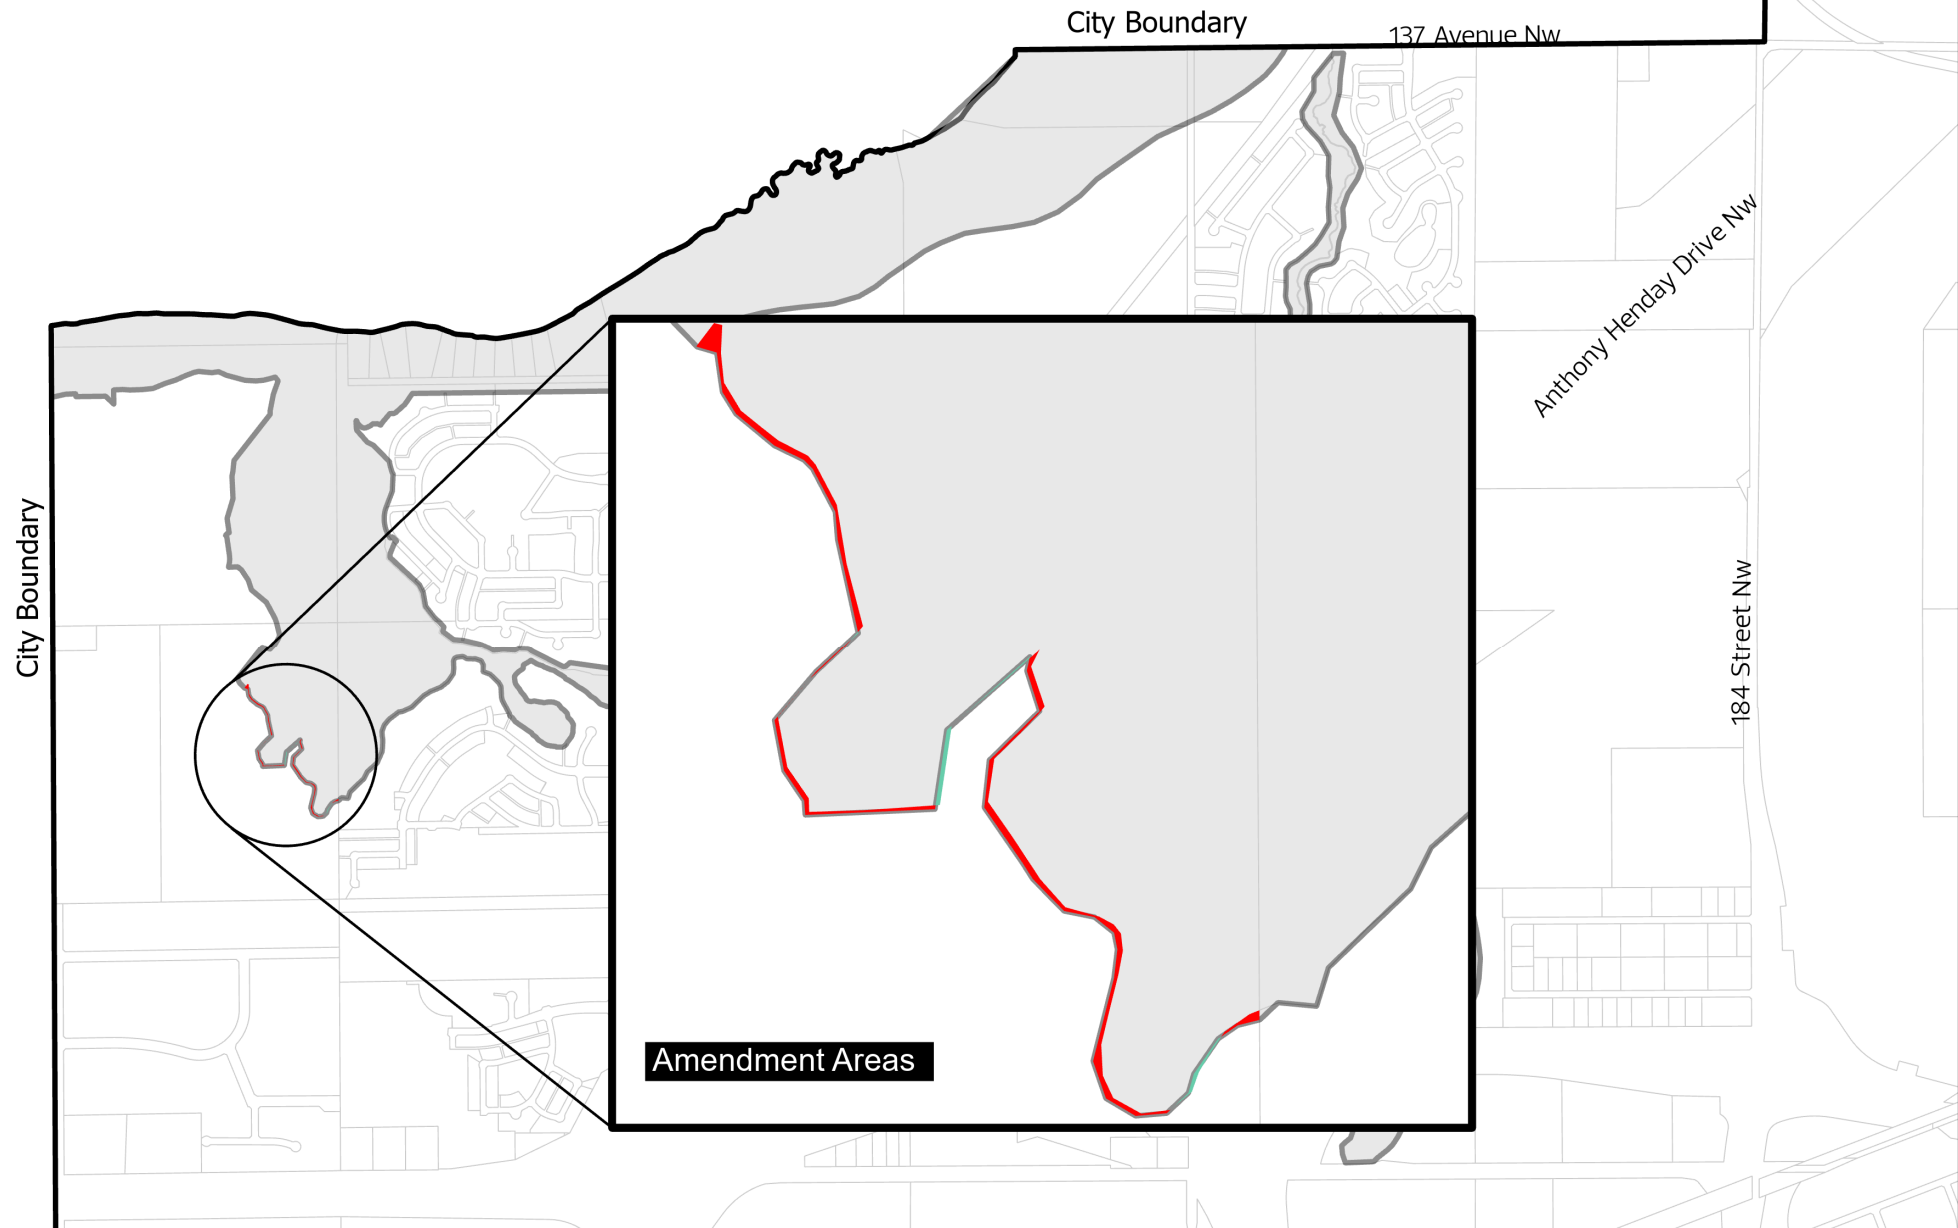 City Boundary
137 Avenue Nw
Anthony Henday Drive Nw
City Boundary
184 Street Nw
Amendment Areas